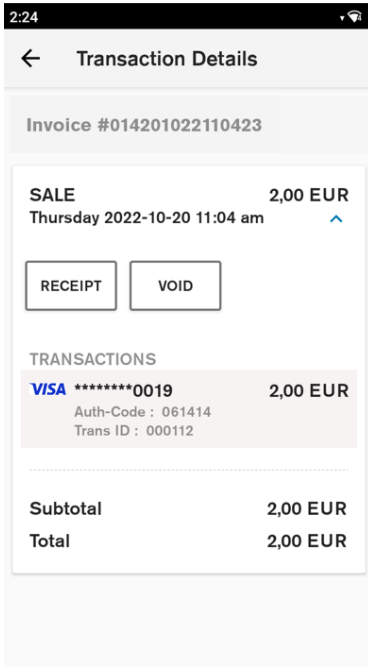 2:24
Transaction Details
Invoice #014201022110423
SALE 2,00 EUR
Thursday 2022-10-20 11:04 am
RECEIPT VOID
TRANSACTIONS
VISA ********0019 2,00 EUR
Auth-Code : 061414
Trans ID : 000112
Subtotal 2,00 EUR
Total 2,00 EUR